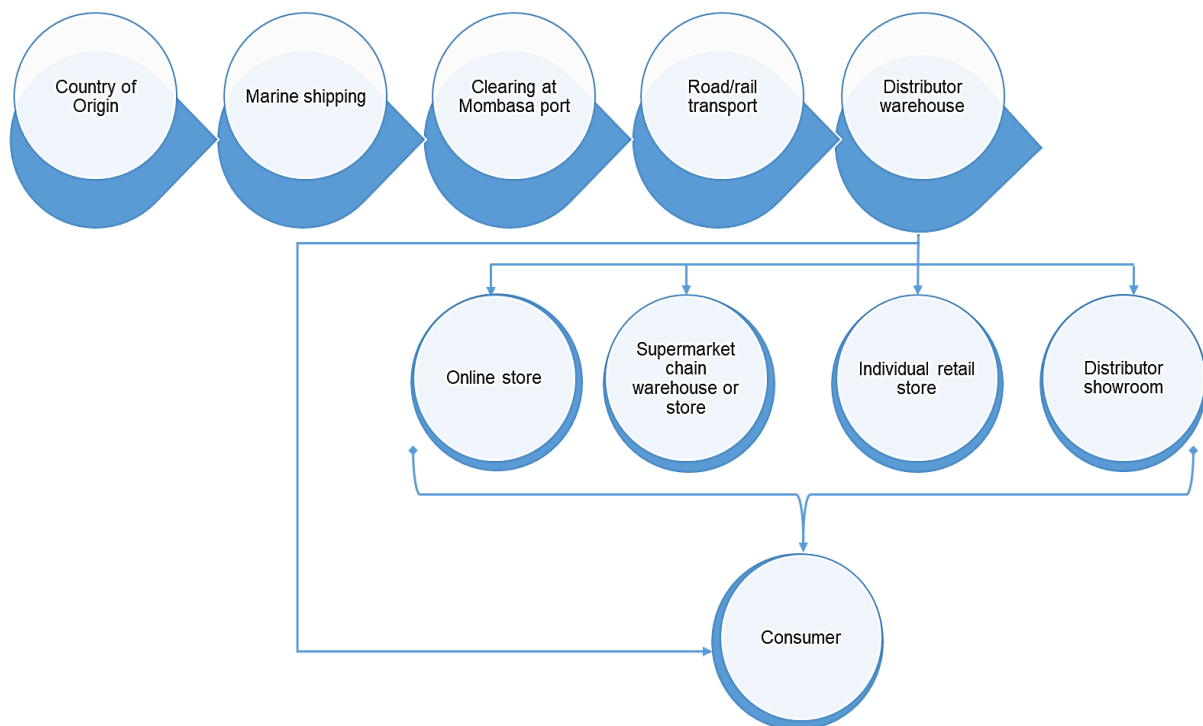 Country of
Origin
Marine shipping
Clearing at
Mombasa port
Road/rail
transport
Distributor
warehouse
Online store
Supermarket
chain
warehouse or
store
Individual retail
store
Distributor
showroom
Consumer